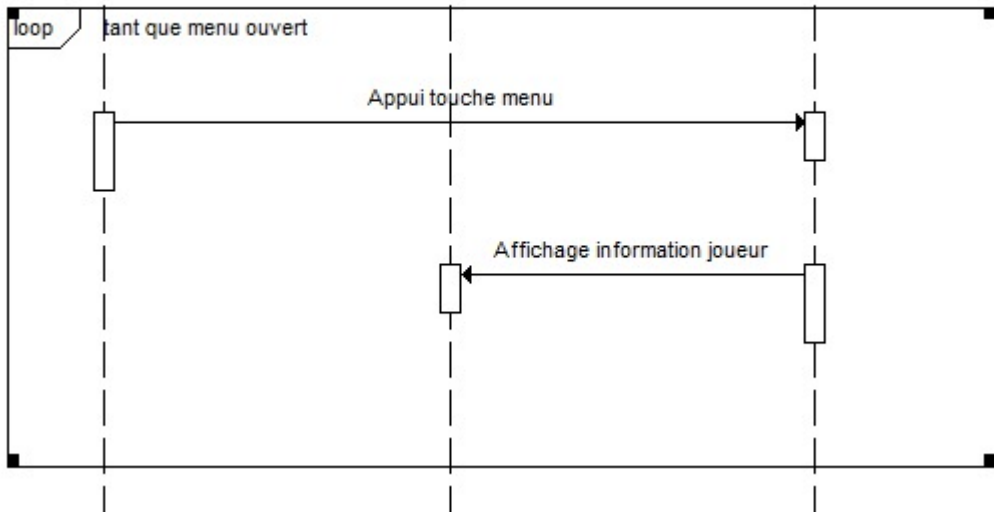 loop tant que menu ouvert
Appui touche menu
Affichage information joueur